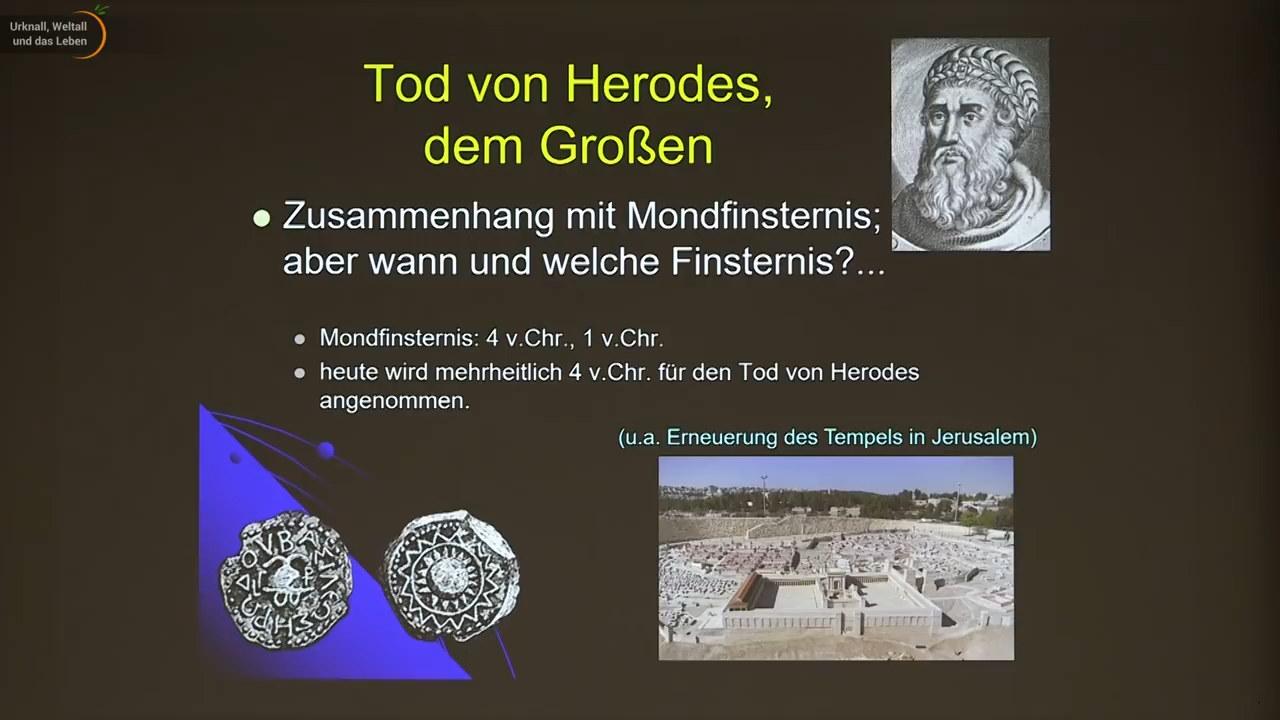 Urknall, Weltall
und das Leben
Tod von Herodes,
dem Großen
Zusammenhang mit Mondfinsternis;
aber wann und welche Finsternis?...
Mondfinsternis: 4 v.Chr., 1 v.Chr.
heute wird mehrheitlich 4 v.Chr. für den Tod von Herodes
angenommen.
(u.a. Erneuerung des Tempels in Jerusalem)